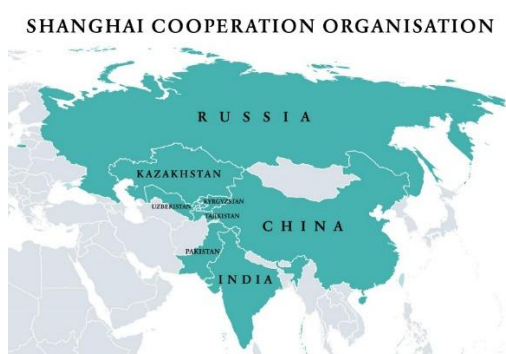 SHANGHAI COOPERATION ORGANISATION
RUSSIA
KAZAKHSTAN
UZBEKISTAN
KYRGYZSTAN
TAJIKISTAN
CHINA
PAKISTAN
INDIA